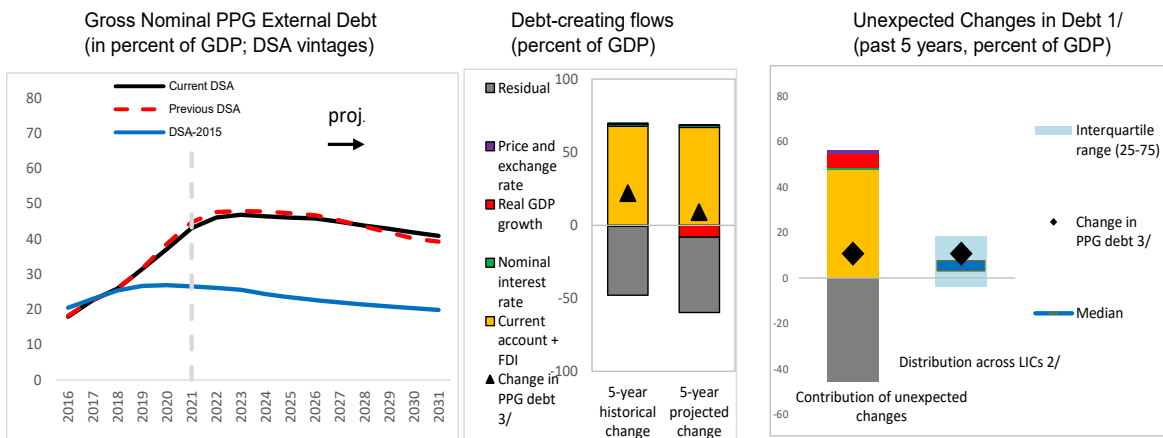 Gross Nominal PPG External Debt
(in percent of GDP; DSA vintages)
Current DSA
Previous DSA
DSA-2015
proj.
80
70
60
50
40
30
20
10
0
2016
2017
2018
2019
2020
2021
2022
2023
2024
2025
2026
2027
2028
2029
2030
2031
Debt-creating flows
(percent of GDP)
Residual
Price and
exchange
rate
Real GDP
growth
Nominal
interest
rate
Current
account +
FDI
Change in
PPG debt
3/
100
50
0
-50
-100
5-year
historical
change
5-year
projected
change
Unexpected Changes in Debt 1/
(past 5 years, percent of GDP)
80
60
40
20
0
-20
-40
-60
Interquartile
range (25-75)
Change in
PPG debt 3/
Median
Distribution across LICs 2/
Contribution of unexpected
changes